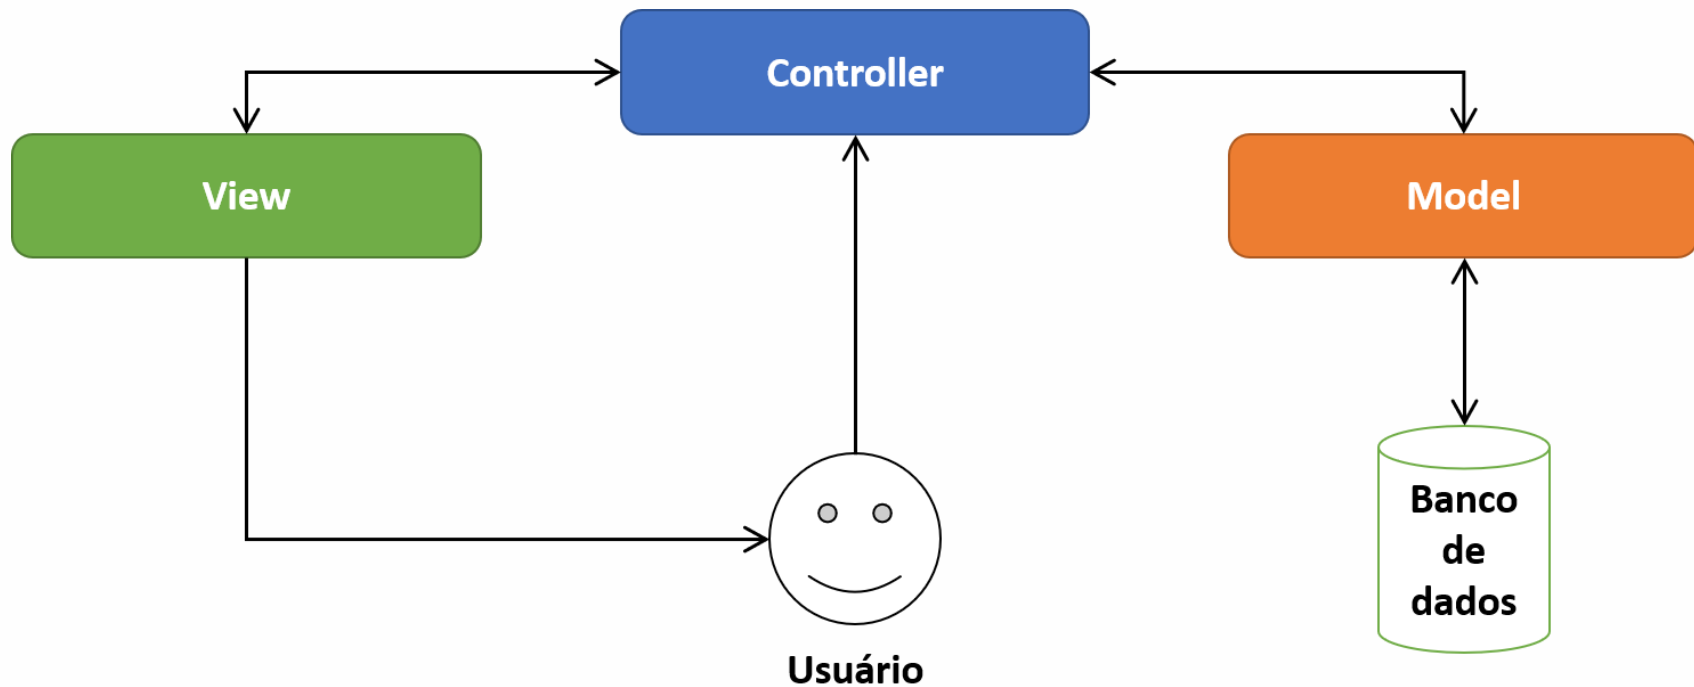 Controller
View
Model
Banco
de
dados
Usuário